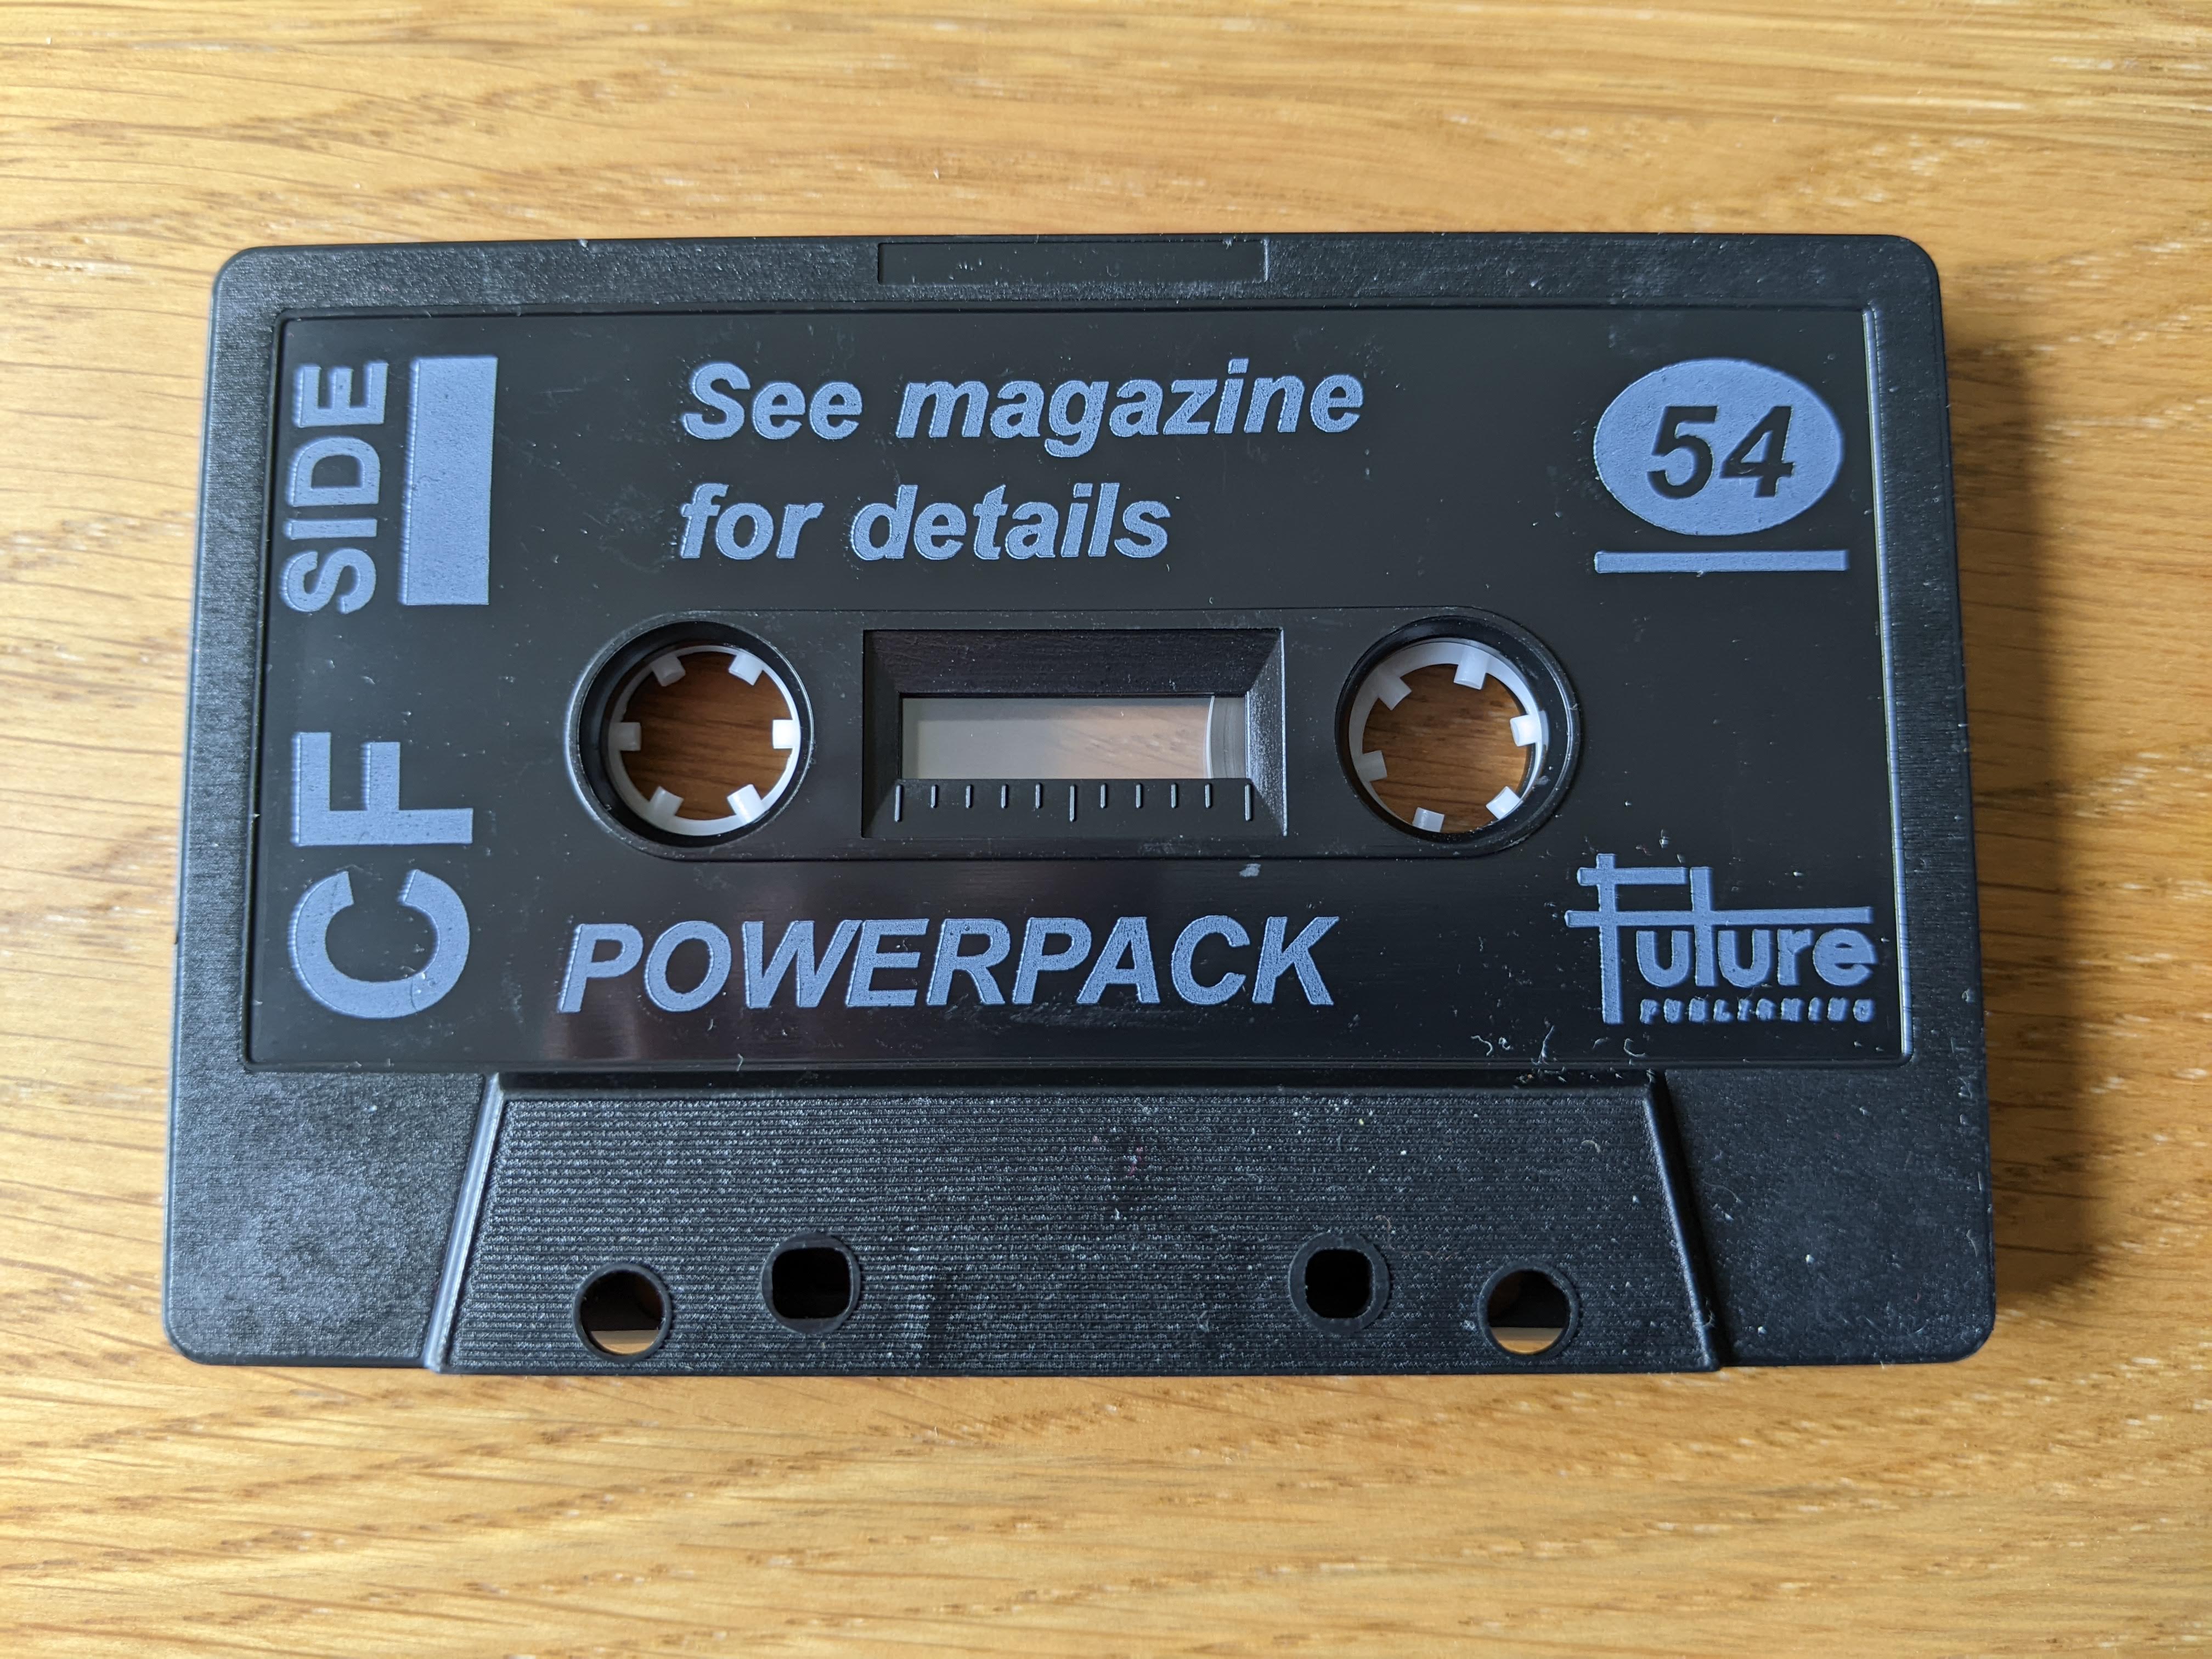 See magazine
for details
54
SIDE
CF
POWERPACK
Future
PUBLISHING